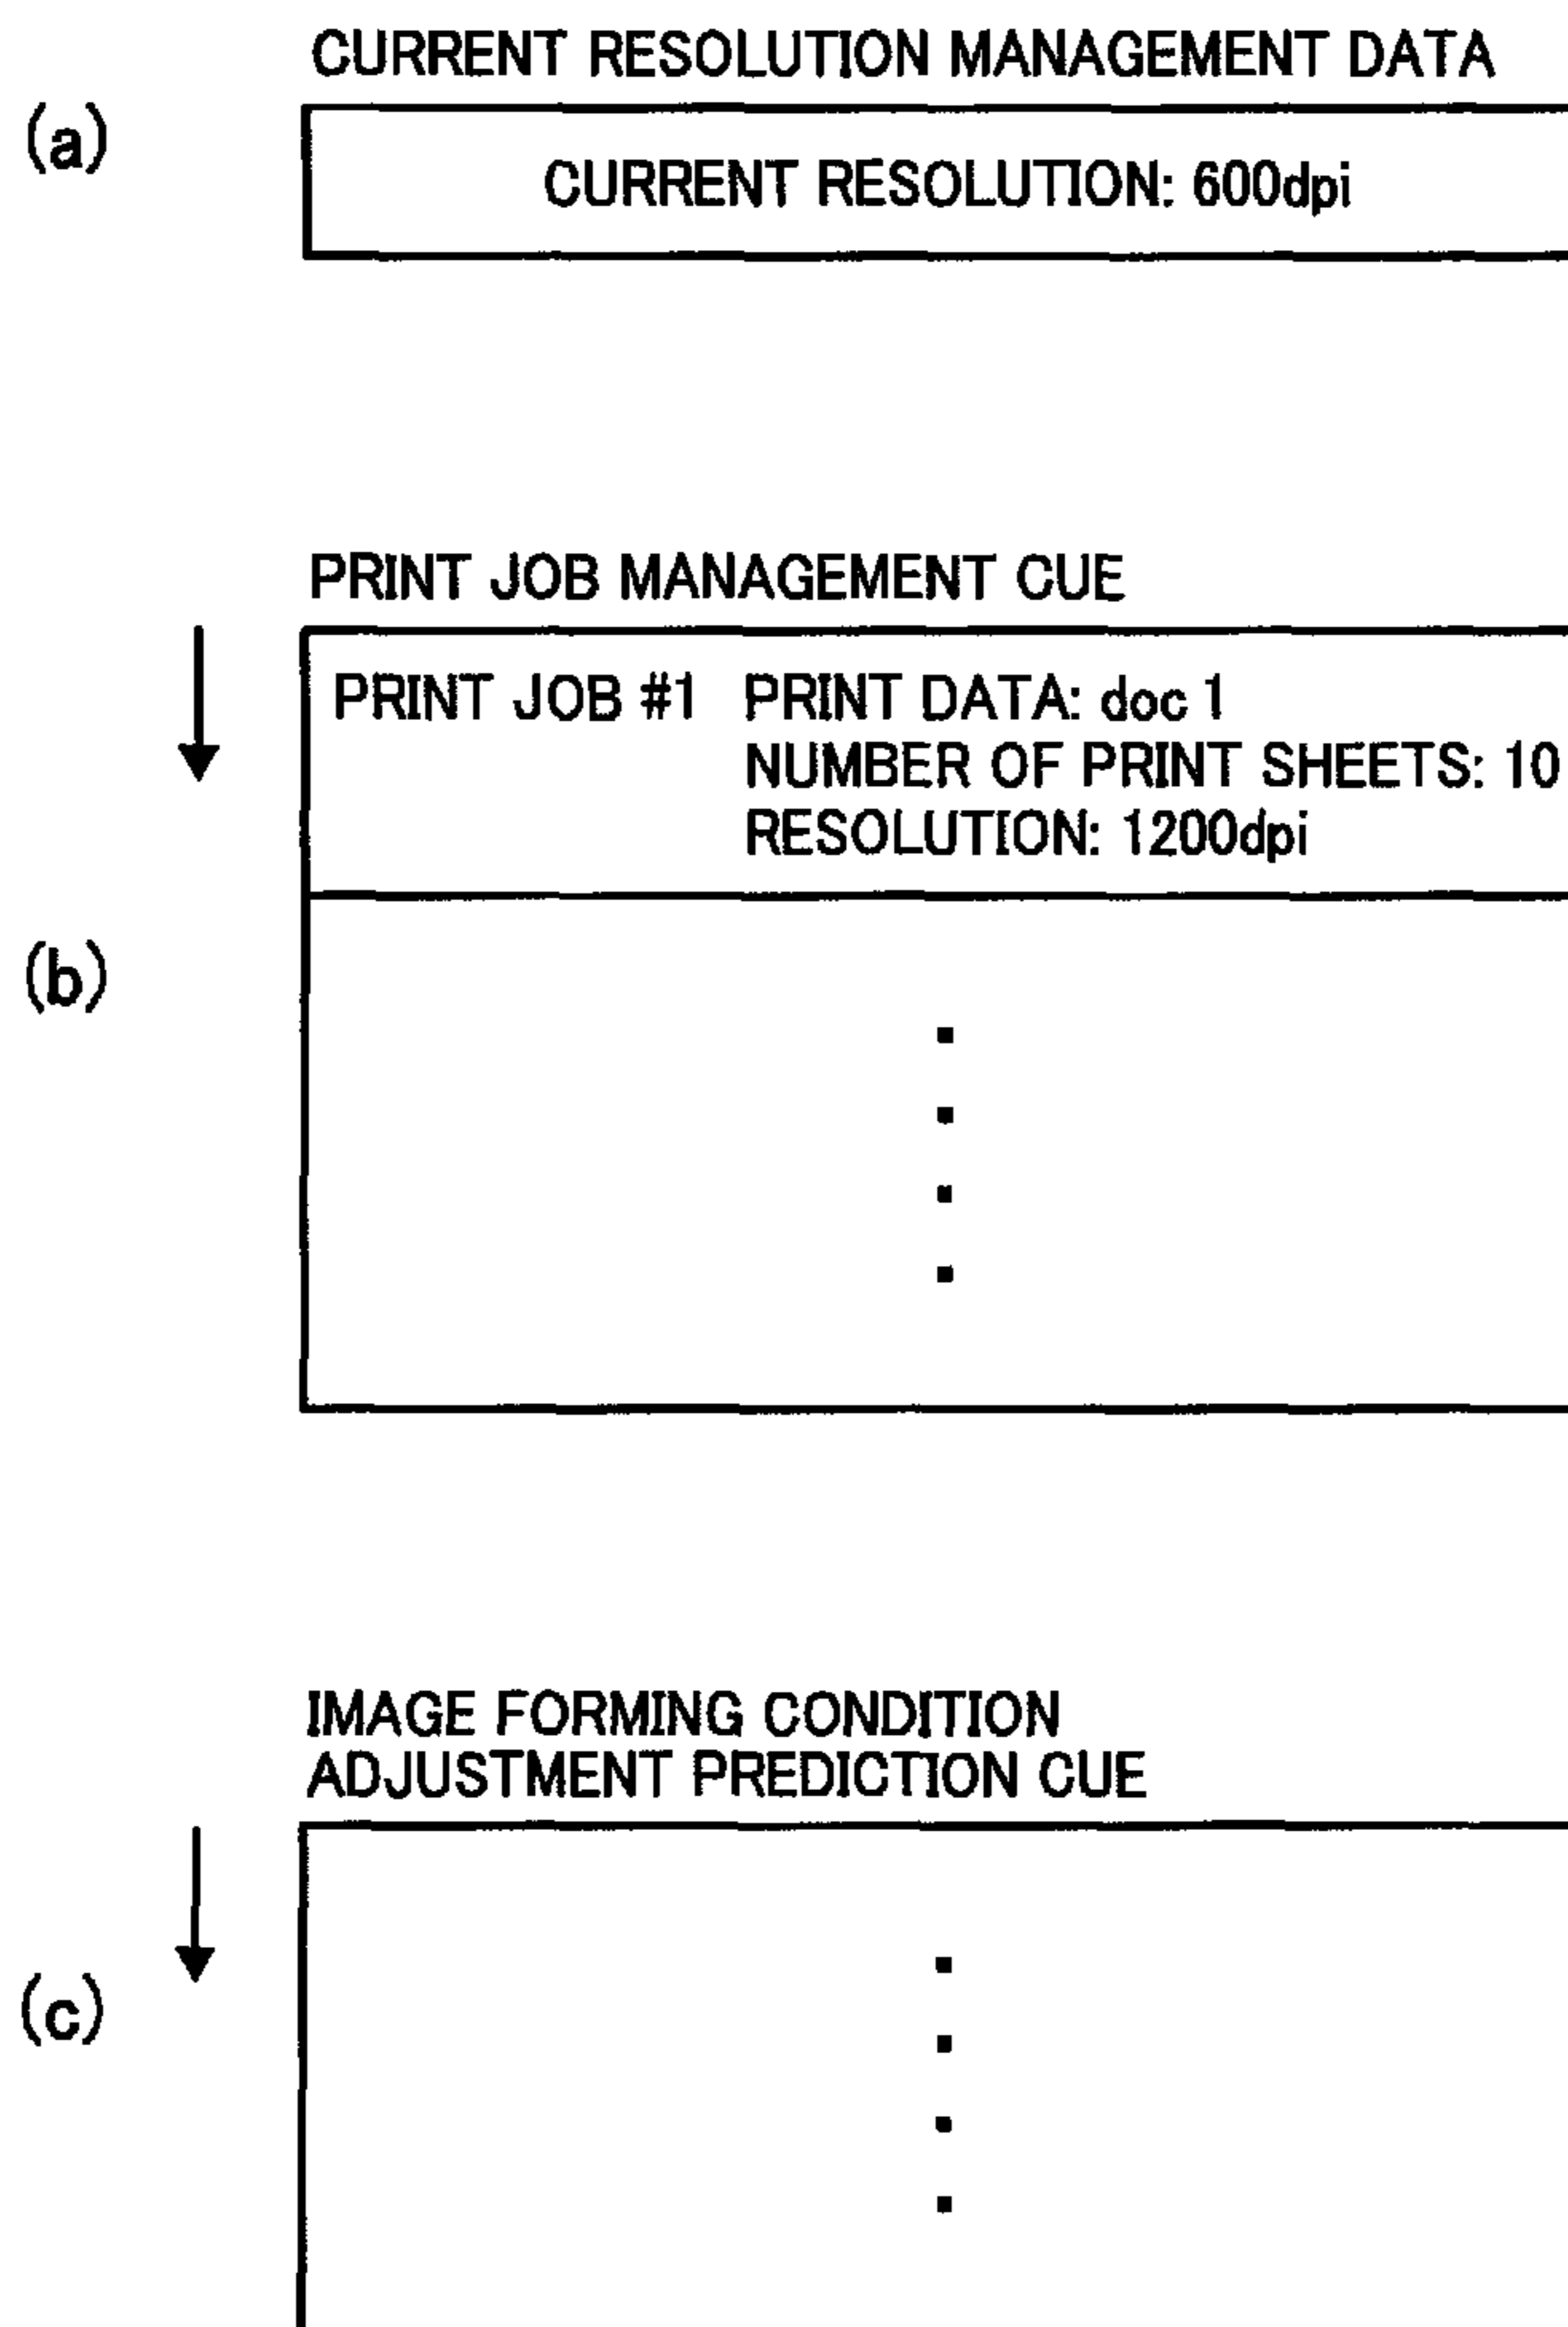 CURRENT RESOLUTION MANAGEMENT DATA
(a)
CURRENT RESOLUTION: 600dpi
PRINT JOB MANAGEMENT CUE
PRINT JOB #1 PRINT DATA: doc 1
NUMBER OF PRINT SHEETS: 10
RESOLUTION: 1200dpi
(b)
IMAGE FORMING CONDITION
ADJUSTMENT PREDICTION CUE
(c)